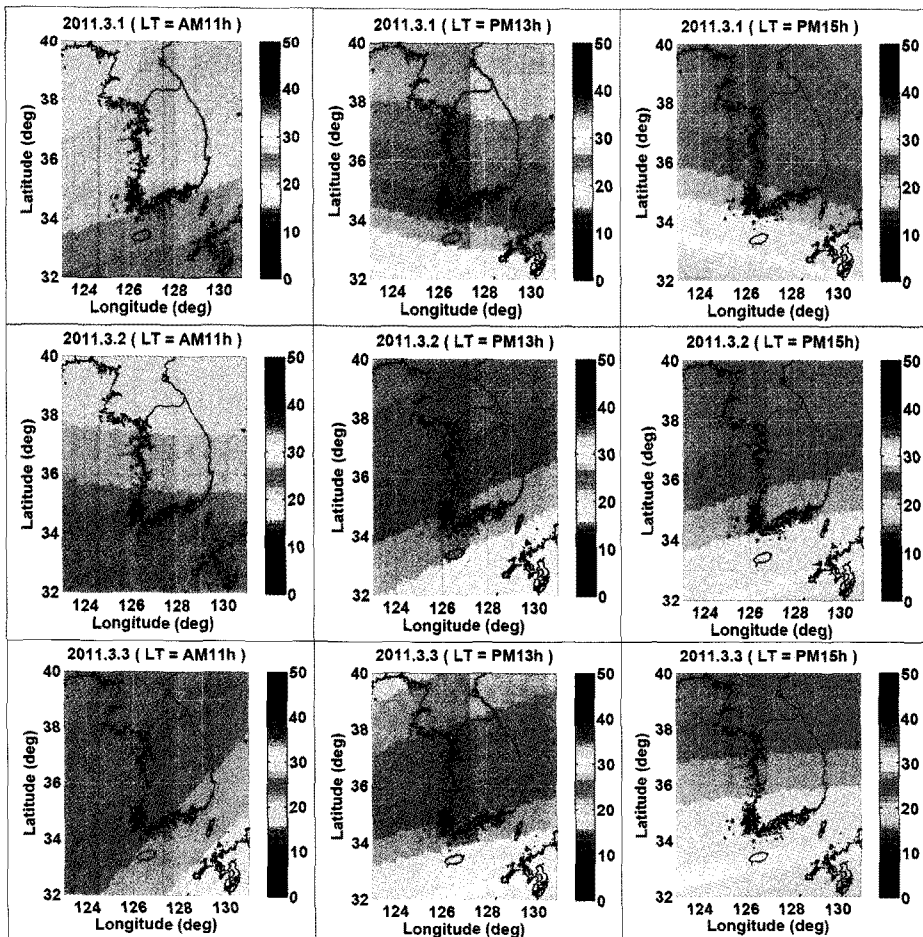 2011.3.1 ( LT = AM11h )
40
38
36
34
32
Latitude (deg)
124 126 128 130
Longitude (deg)
50
40
30
20
10
0
2011.3.1 ( LT = PM13h )
40
38
36
34
32
Latitude (deg)
124 126 128 130
Longitude (deg)
50
40
30
20
10
0
2011.3.1 ( LT = PM15h )
40
38
36
34
32
Latitude (deg)
124 126 128 130
Longitude (deg)
50
40
30
20
10
0
2011.3.2 ( LT = AM11h )
40
38
36
34
32
Latitude (deg)
124 126 128 130
Longitude (deg)
50
40
30
20
10
0
2011.3.2 ( LT = PM13h )
40
38
36
34
32
Latitude (deg)
124 126 128 130
Longitude (deg)
50
40
30
20
10
0
2011.3.2 ( LT = PM15h )
40
38
36
34
32
Latitude (deg)
124 126 128 130
Longitude (deg)
50
40
30
20
10
0
2011.3.3 ( LT = AM11h )
40
38
36
34
32
Latitude (deg)
124 126 128 130
Longitude (deg)
50
40
30
20
10
0
2011.3.3 ( LT = PM13h )
40
38
36
34
32
Latitude (deg)
124 126 128 130
Longitude (deg)
50
40
30
20
10
0
2011.3.3 ( LT = PM15h )
40
38
36
34
32
Latitude (deg)
124 126 128 130
Longitude (deg)
50
40
30
20
10
0